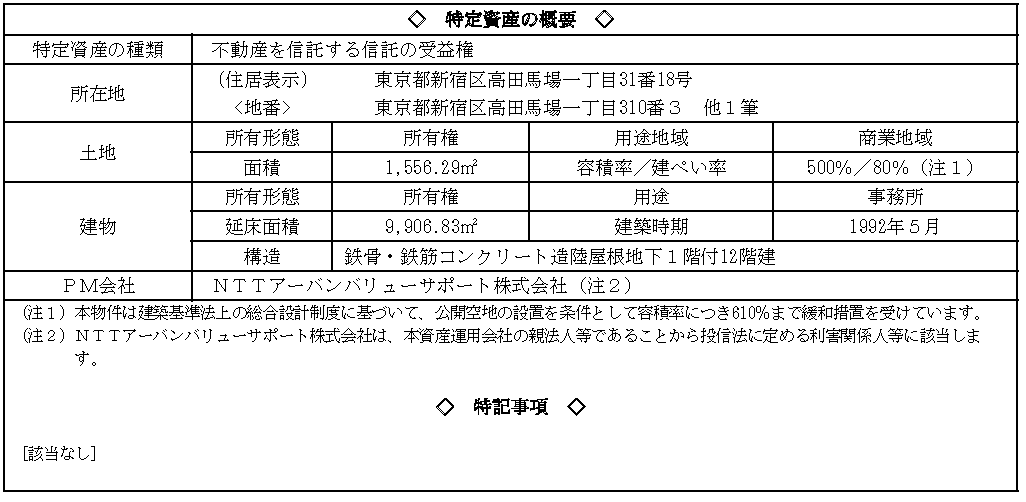 ◇ 特定資産の概要 ◇
特定資産の種類 不動産を信託する信託の受益権
所在地 (住居表示) 東京都新宿区高田馬場一丁目31番18号
<地番> 東京都新宿区高田馬場一丁目310番３ 他１筆
土地 所有形態 所有権 用途地域 商業地域
面積 1,556.29㎡ 容積率／建ぺい率 500％／80％（注１）
建物 所有形態 所有権 用途 事務所
延床面積 9,906.83㎡ 建築時期 1992年５月
構造 鉄骨・鉄筋コンクリート造陸屋根地下１階付12階建
ＰＭ会社 ＮＴＴアーバンバリューサポート株式会社（注２）
（注１）本物件は建築基準法上の総合設計制度に基づいて、公開空地の設置を条件として容積率につき610％まで緩和措置を受けています。
（注２）ＮＴＴアーバンバリューサポート株式会社は、本資産運用会社の親法人等であることから投信法に定める利害関係人等に該当しま
す。
◇ 特記事項 ◇
[該当なし]